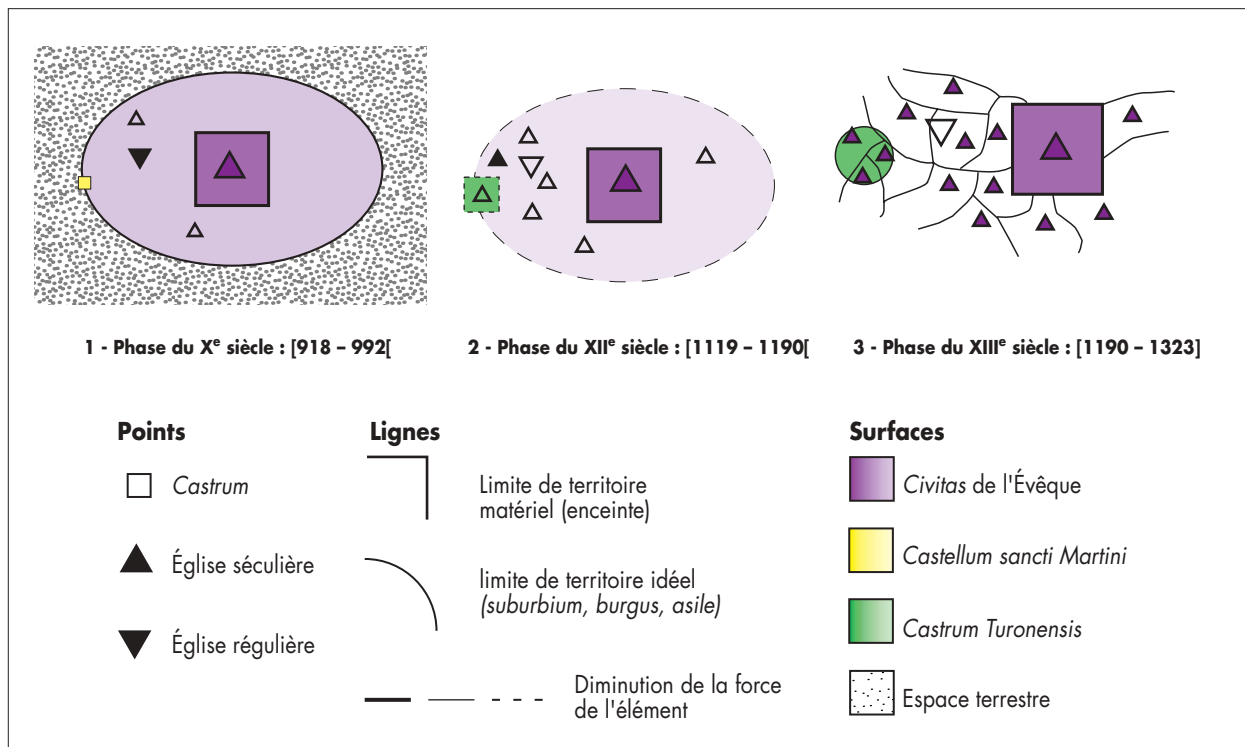 1 - Phase du Xe siècle : [918 – 992[
2 - Phase du XIIe siècle : [1119 – 1190[
3 - Phase du XIIIe siècle : [1190 – 1323]
Points
Castrum
Église séculière
Église régulière
Lignes
Limite de territoire
matériel (enceinte)
limite de territoire idéel
(suburbium, burgus, asile)
Diminution de la force
de l'élément
Surfaces
Civitas de l'Évêque
Castellum sancti Martini
Castrum Turonensis
Espace terrestre